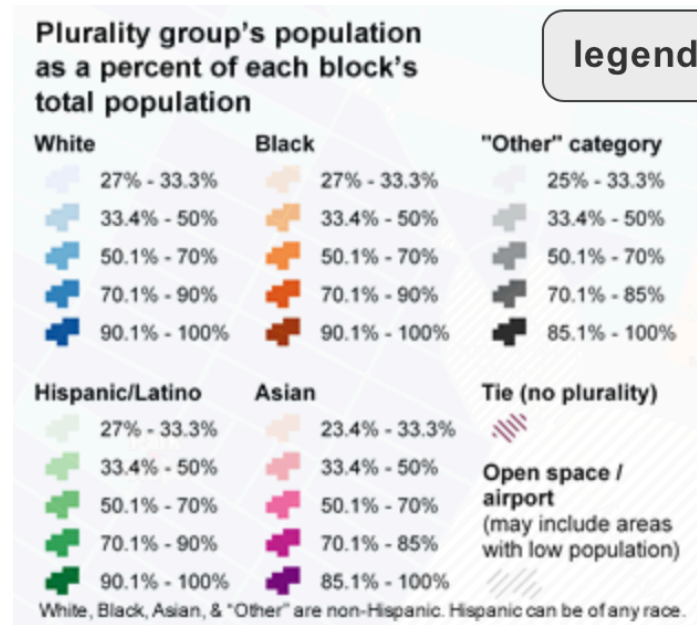 Plurality group's population
as a percent of each block's
total population
legend
White
27% - 33.3%
33.4% - 50%
50.1% - 70%
70.1% - 90%
90.1% - 100%
Black
27% - 33.3%
33.4% - 50%
50.1% - 70%
70.1% - 90%
90.1% - 100%
"Other" category
25% - 33.3%
33.4% - 50%
50.1% - 70%
70.1% - 85%
85.1% - 100%
Hispanic/Latino
27% - 33.3%
33.4% - 50%
50.1% - 70%
70.1% - 90%
90.1% - 100%
Asian
23.4% - 33.3%
33.4% - 50%
50.1% - 70%
70.1% - 85%
85.1% - 100%
Tie (no plurality)
Open space /
airport
(may include areas
with low population)
White, Black, Asian, & "Other" are non-Hispanic. Hispanic can be of any race.